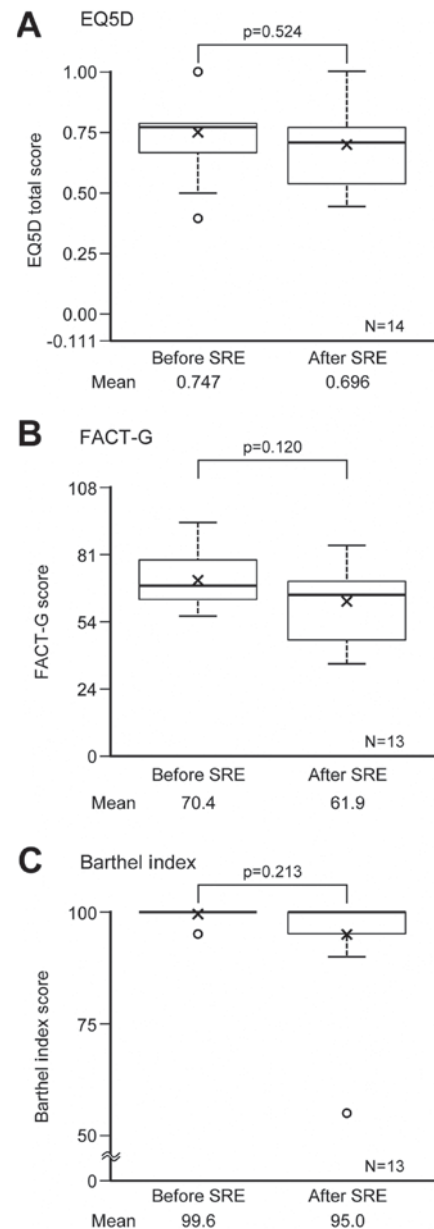 A EQ5D
p=0.524
1.00
0.75
0.50
0.25
0.00
-0.111
EQ5D total score
N=14
Before SRE After SRE
Mean 0.747 0.696
B FACT-G
p=0.120
108
81
54
24
0
FACT-G score
N=13
Before SRE After SRE
Mean 70.4 61.9
C Barthel index
p=0.213
100
75
50
0
Barthel index score
N=13
Before SRE After SRE
Mean 99.6 95.0